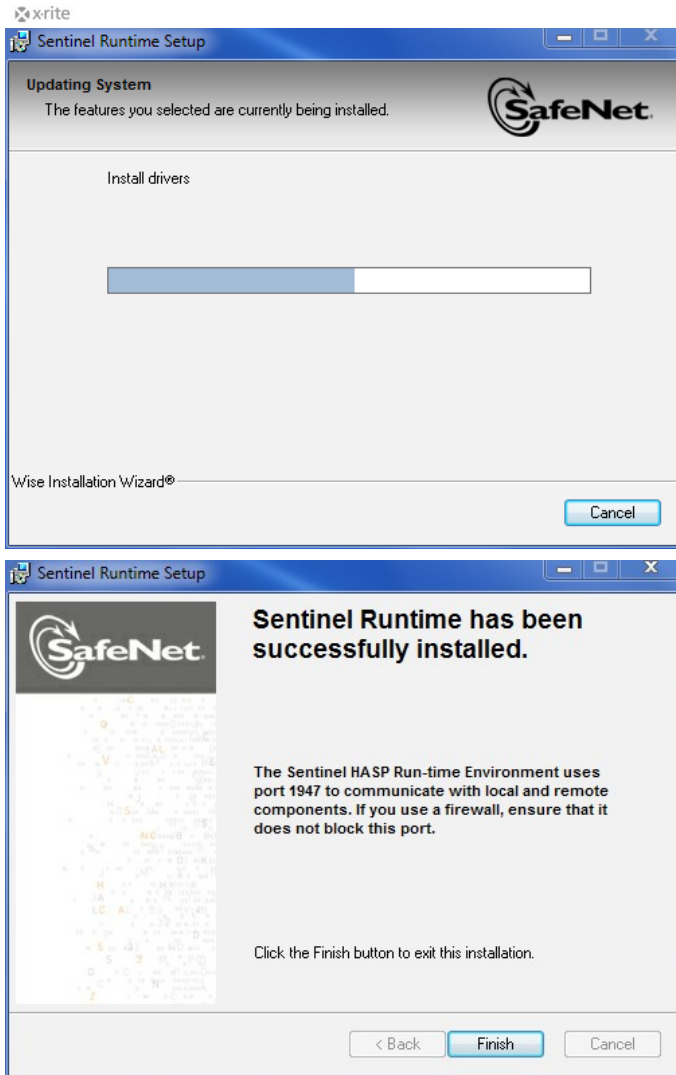 x·rite
Sentinel Runtime Setup
Updating System
The features you selected are currently being installed.
SafeNet.
Install drivers
Wise Installation Wizard®
Cancel
Sentinel Runtime Setup
SafeNet.
Sentinel Runtime has been
successfully installed.
The Sentinel HASP Run-time Environment uses
port 1947 to communicate with local and remote
components. If you use a firewall, ensure that it
does not block this port.
Click the Finish button to exit this installation.
< Back
Finish
Cancel